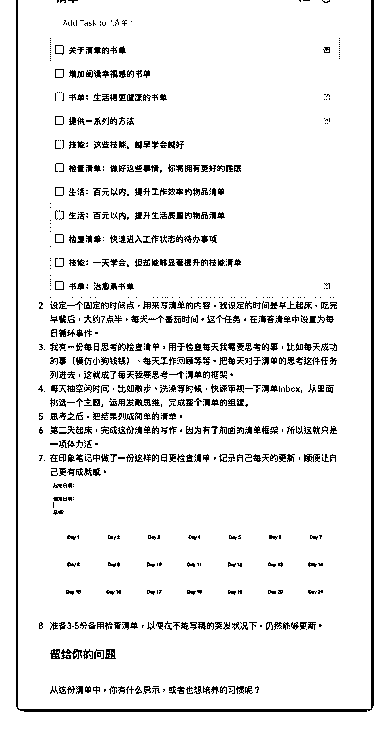 清单
Add Task to "清单"
关于清单的书单
增加阅读幸福感的书单
书单：生活得更健康的书单
提供一系列的方法
技能：这些技能，越早学会越好
检查清单：做好这些事情，你将拥有更好的睡眠
生活：百元以内，提升工作效率的物品清单
生活：百元以内，提升生活质量的物品清单
检查清单：快速进入工作状态的待办事项
技能：一天学会，但却能够显著提升的技能清单
书单：治愈系书单
2 设定一个固定的时间点，用来写清单的内容。我设定的时间是早上起床、吃完
早餐后，大约7点半，每天一个番茄时间。这个任务，在滴答清单中设置为每
日循环事件。
3. 我有一份每日思考的检查清单，用于检查每天我需要思考的事，比如每天成功
的事（模仿小狗钱钱）、每天工作回顾等等。把每天对于清单的思考这件任务
列进去，这就成了每天我要思考一个清单的框架。
4. 每天抽空闲时间，比如散步、洗澡等时候，快速审视一下清单Inbox，从里面
挑选一个主题，运用发散思维，完成整个清单的组建。
5 思考之后，把结果列成简单的清单。
6 第二天起床，完成这份清单的写作。因为有了前面的清单框架，所以这就只是
一项体力活。
7. 在印象笔记中做了一份这样的日更检查清单，记录自己每天的更新，顺便让自
己更有成就感。
起始日期：
结束日期：
Day 1 Day 2 Day 3 Day 4 Day 5 Day 6 Day 7
Day 8 Day 9 Day 10 Day 11 Day 12 Day 13 Day 14
Day 15 Day 16 Day 17 Day 18 Day 19 Day 20 Day 21
8 准备3-5份备用检查清单，以便在不能写稿的突发状况下，仍然能够更新。
留给你的问题
从这份清单中，你有什么启示，或者也想培养的习惯呢？